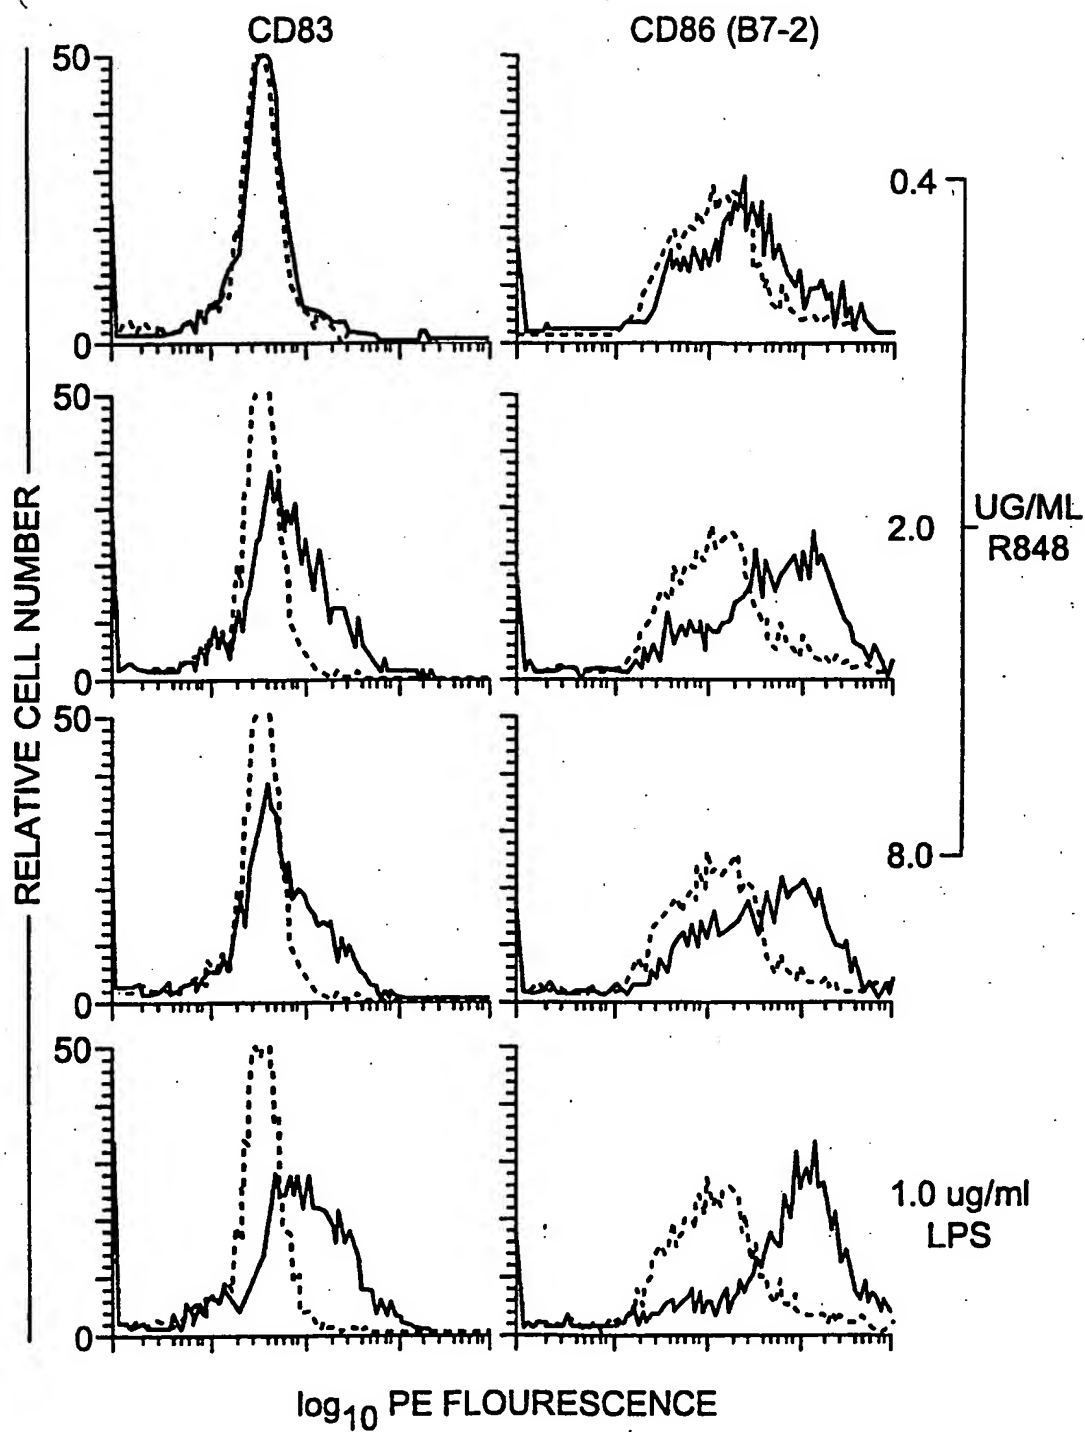 CD83
CD86 (B7-2)
50
0
0.4
50
0
2.0
UG/ML
R848
50
0
8.0
50
0
1.0 ug/ml
LPS
RELATIVE CELL NUMBER
log10 PE FLOURESCENCE